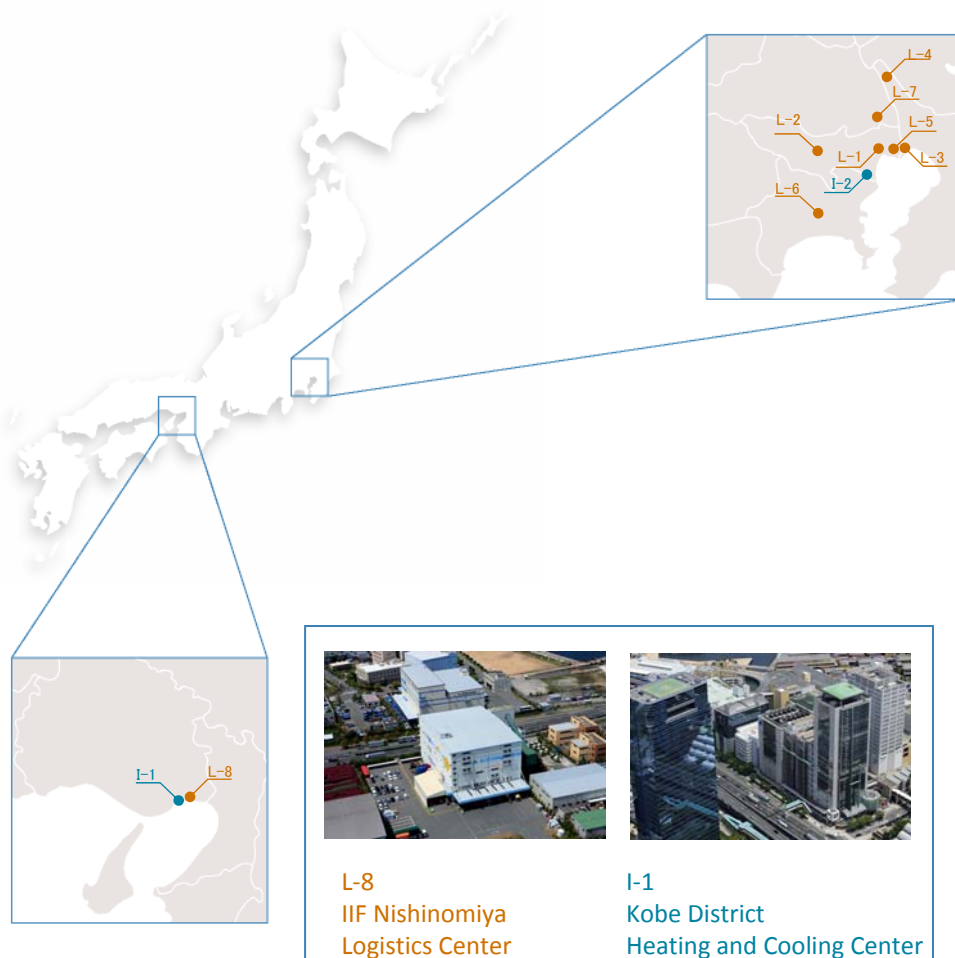 L-4
L-7
L-2
L-5
L-1
L-3
I-2
L-6
I-1
L-8
L-8
IIF Nishinomiya
Logistics Center
I-1
Kobe District
Heating and Cooling Center